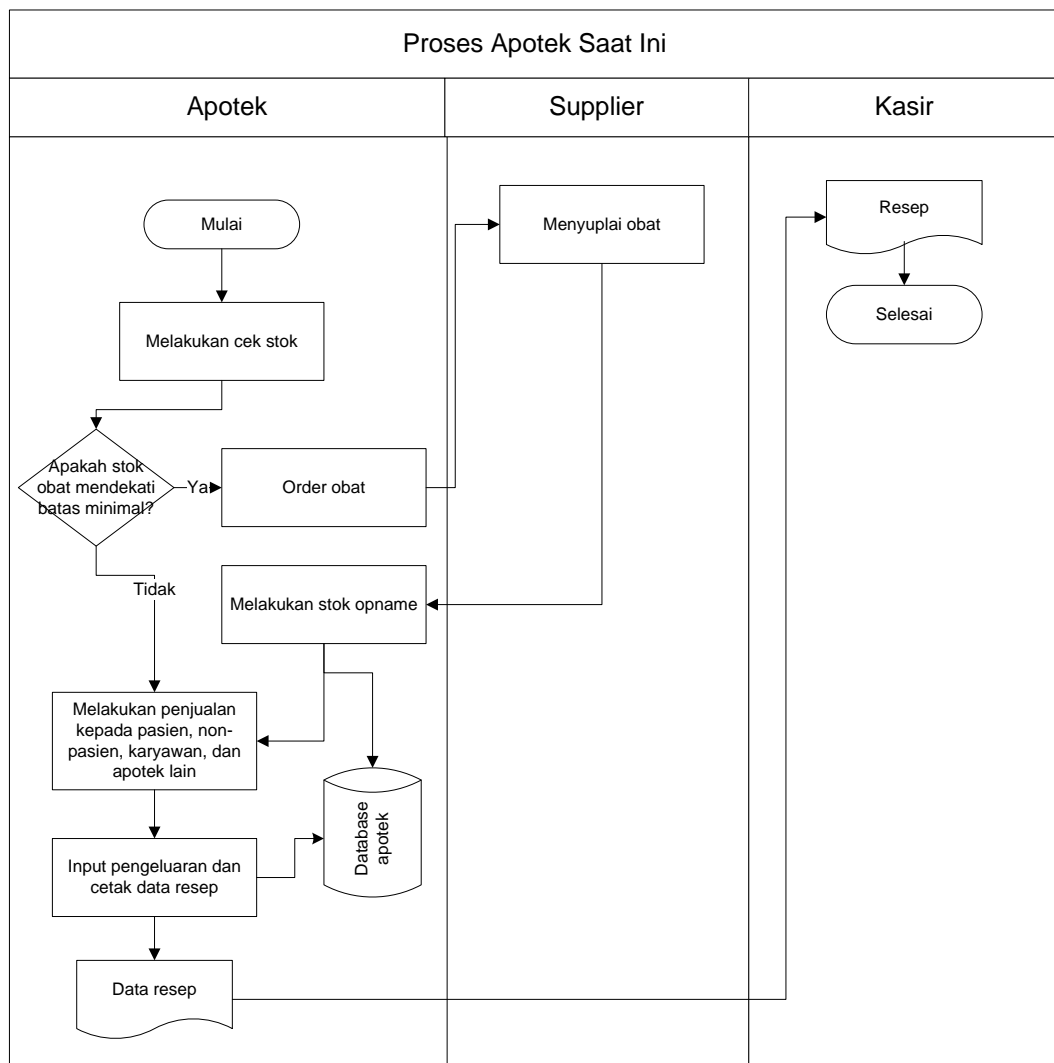 Proses Apotek Saat Ini
Apotek
Supplier
Kasir
Mulai
Menyuplai obat
Resep
Melakukan cek stok
Selesai
Apakah stok
obat mendekati
batas minimal?
Ya
Order obat
Tidak
Melakukan stok opname
Melakukan penjualan
kepada pasien, non-
pasien, karyawan, dan
apotek lain
Database
apotek
Input pengeluaran dan
cetak data resep
Data resep